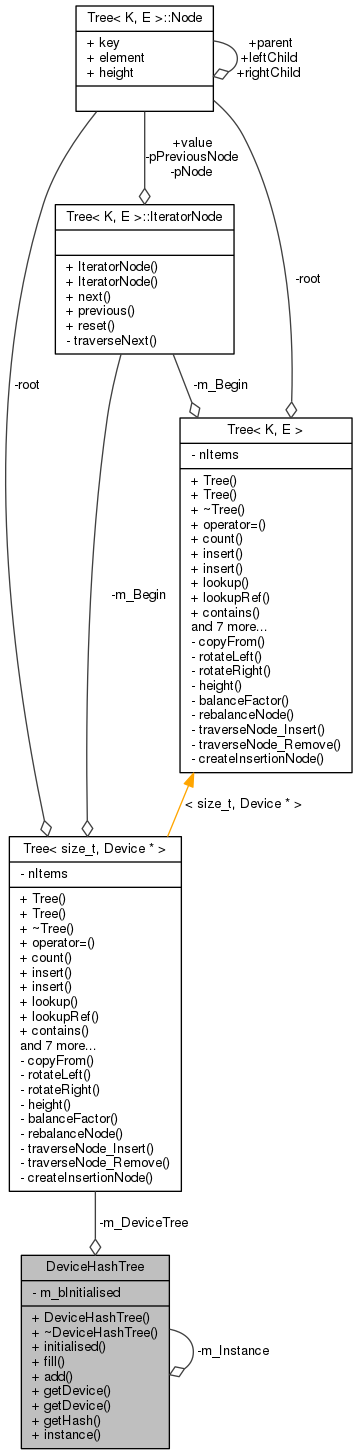 Tree< K, E >::Node
+ key
+ element
+ height
+parent
+leftChild
+rightChild
+value
-pPreviousNode
-pNode
Tree< K, E >::IteratorNode
+ IteratorNode()
+ IteratorNode()
+ next()
+ previous()
+ reset()
- traverseNext()
-root
-root
-m_Begin
Tree< K, E >
- nItems
+ Tree()
+ Tree()
+ ~Tree()
+ operator=()
+ count()
+ insert()
+ insert()
+ lookup()
+ lookupRef()
+ contains()
and 7 more...
- copyFrom()
- rotateLeft()
- rotateRight()
- height()
- balanceFactor()
- rebalanceNode()
- traverseNode_Insert()
- traverseNode_Remove()
- createInsertionNode()
-m_Begin
< size_t, Device * >
Tree< size_t, Device * >
- nItems
+ Tree()
+ Tree()
+ ~Tree()
+ operator=()
+ count()
+ insert()
+ insert()
+ lookup()
+ lookupRef()
+ contains()
and 7 more...
- copyFrom()
- rotateLeft()
- rotateRight()
- height()
- balanceFactor()
- rebalanceNode()
- traverseNode_Insert()
- traverseNode_Remove()
- createInsertionNode()
-m_DeviceTree
DeviceHashTree
- m_bInitialised
+ DeviceHashTree()
+ ~DeviceHashTree()
+ initialised()
+ fill()
+ add()
+ getDevice()
+ getDevice()
+ getHash()
+ instance()
-m_Instance